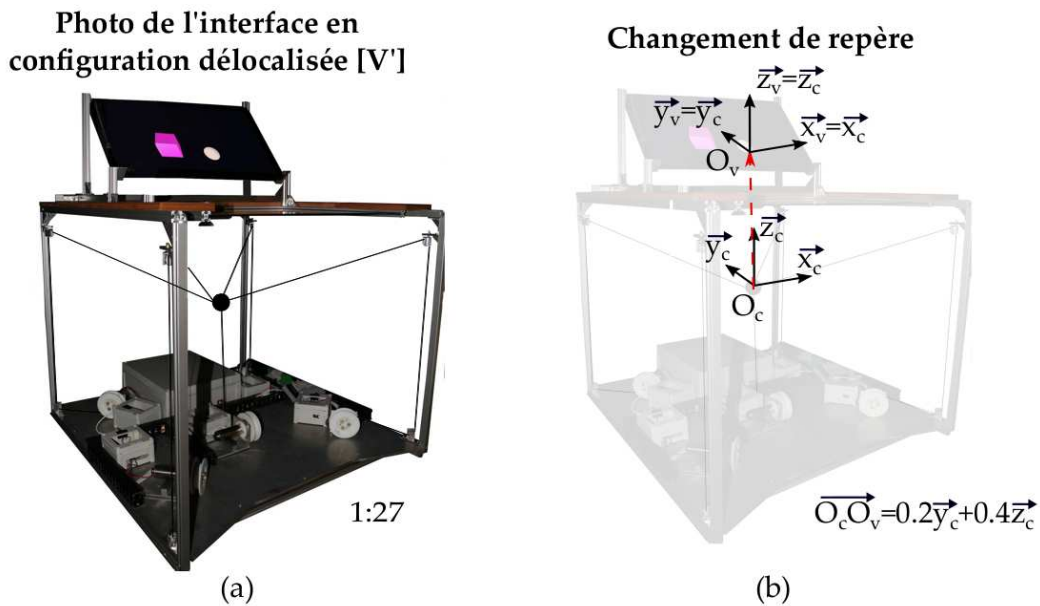 Photo de l'interface en
configuration délocalisée [V']
1:27
(a)
Changement de repère
z_v=z_c
y_v=y_c
x_v=x_c
O_v
z_c
y_c
x_c
O_c
O_cO_v=0.2y_c+0.4z_c
(b)